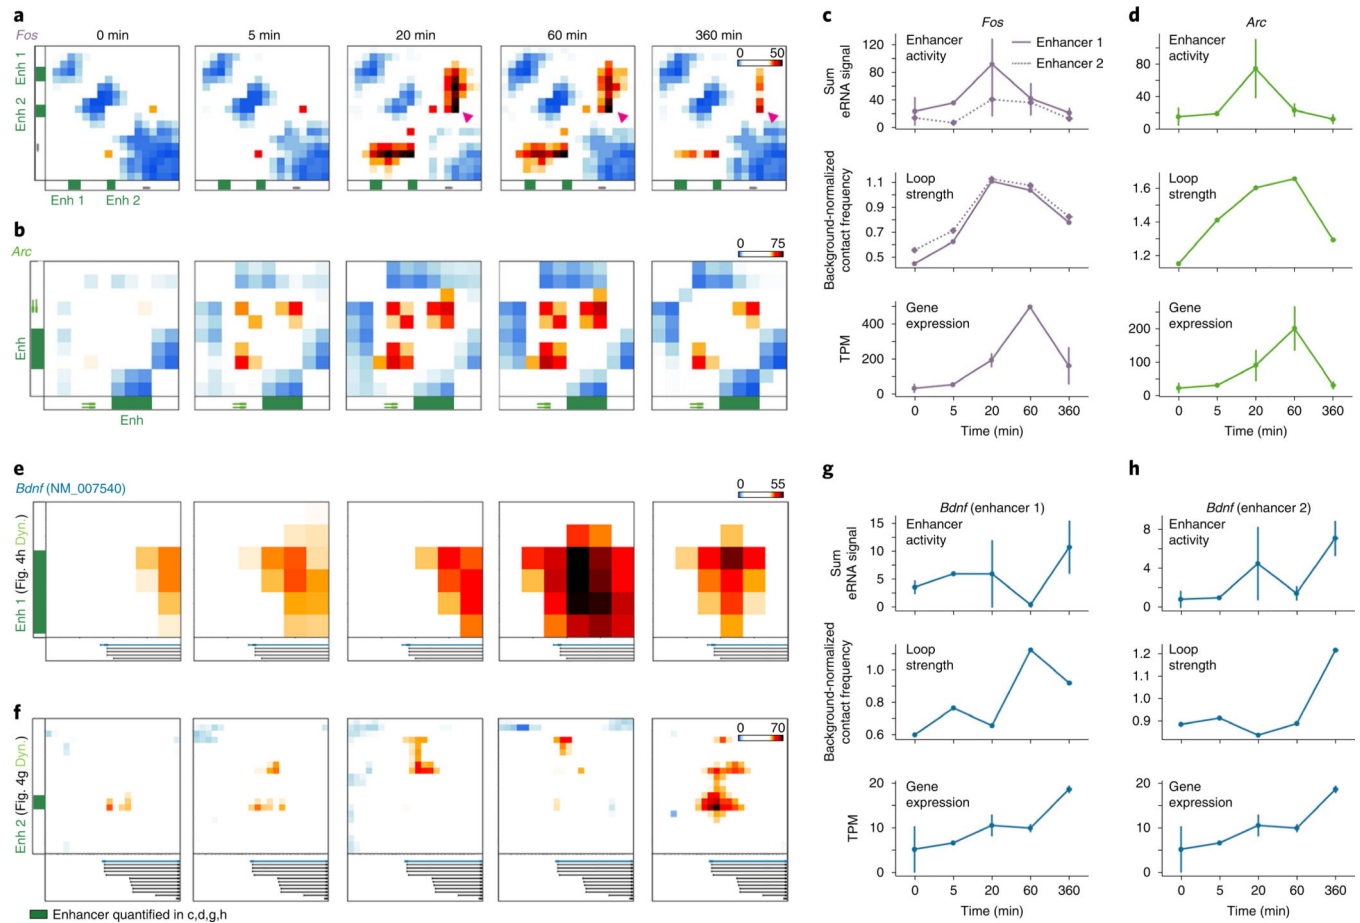 a
Fos
0 min
5 min
20 min
60 min
360 min
0 50
Enh 1
Enh 2
Enh 1
Enh 2
b
Arc
0 75
Enh
Enh
c
Fos
Sum
eRNA signal
Enhancer
activity
Enhancer 1
Enhancer 2
120
80
40
0
Background-normalized
contact frequency
Loop
strength
1.1
0.9
0.7
0.5
TPM
Gene
expression
400
200
0
0 5 20 60 360
Time (min)
d
Arc
Enhancer
activity
80
40
0
Loop
strength
1.6
1.4
1.2
Gene
expression
200
100
0
0 5 20 60 360
Time (min)
e
Bdnf (NM_007540)
0 55
Enh 1 (Fig. 4h Dyn.)
f
0 70
Enh 2 (Fig. 4g Dyn.)
Enhancer quantified in c,d,g,h
g
Bdnf (enhancer 1)
Sum
eRNA signal
Enhancer
activity
15
10
5
0
Background-normalized
contact frequency
Loop
strength
1.0
0.8
0.6
TPM
Gene
expression
20
10
0
0 5 20 60 360
Time (min)
h
Bdnf (enhancer 2)
Enhancer
activity
8
4
0
Loop
strength
1.2
1.1
1.0
0.9
Gene
expression
20
10
0
0 5 20 60 360
Time (min)